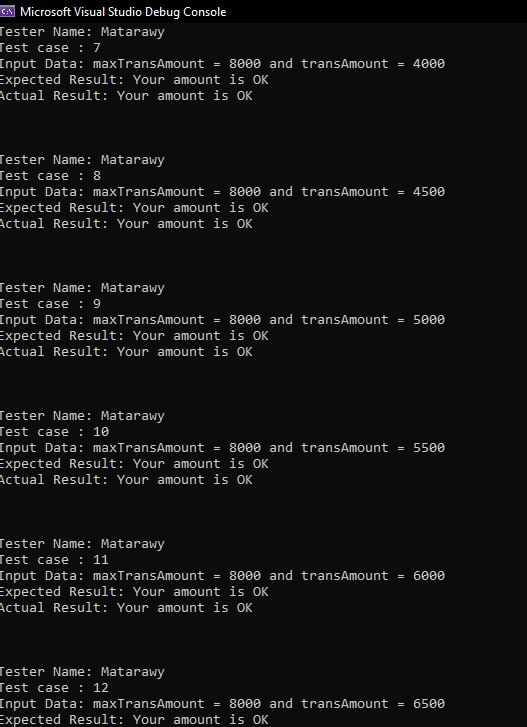 Microsoft Visual Studio Debug Console
Tester Name: Matarawy
Test case : 7
Input Data: maxTransAmount = 8000 and transAmount = 4000
Expected Result: Your amount is OK
Actual Result: Your amount is OK
Tester Name: Matarawy
Test case : 8
Input Data: maxTransAmount = 8000 and transAmount = 4500
Expected Result: Your amount is OK
Actual Result: Your amount is OK
Tester Name: Matarawy
Test case : 9
Input Data: maxTransAmount = 8000 and transAmount = 5000
Expected Result: Your amount is OK
Actual Result: Your amount is OK
Tester Name: Matarawy
Test case : 10
Input Data: maxTransAmount = 8000 and transAmount = 5500
Expected Result: Your amount is OK
Actual Result: Your amount is OK
Tester Name: Matarawy
Test case : 11
Input Data: maxTransAmount = 8000 and transAmount = 6000
Expected Result: Your amount is OK
Actual Result: Your amount is OK
Tester Name: Matarawy
Test case : 12
Input Data: maxTransAmount = 8000 and transAmount = 6500
Expected Result: Your amount is OK